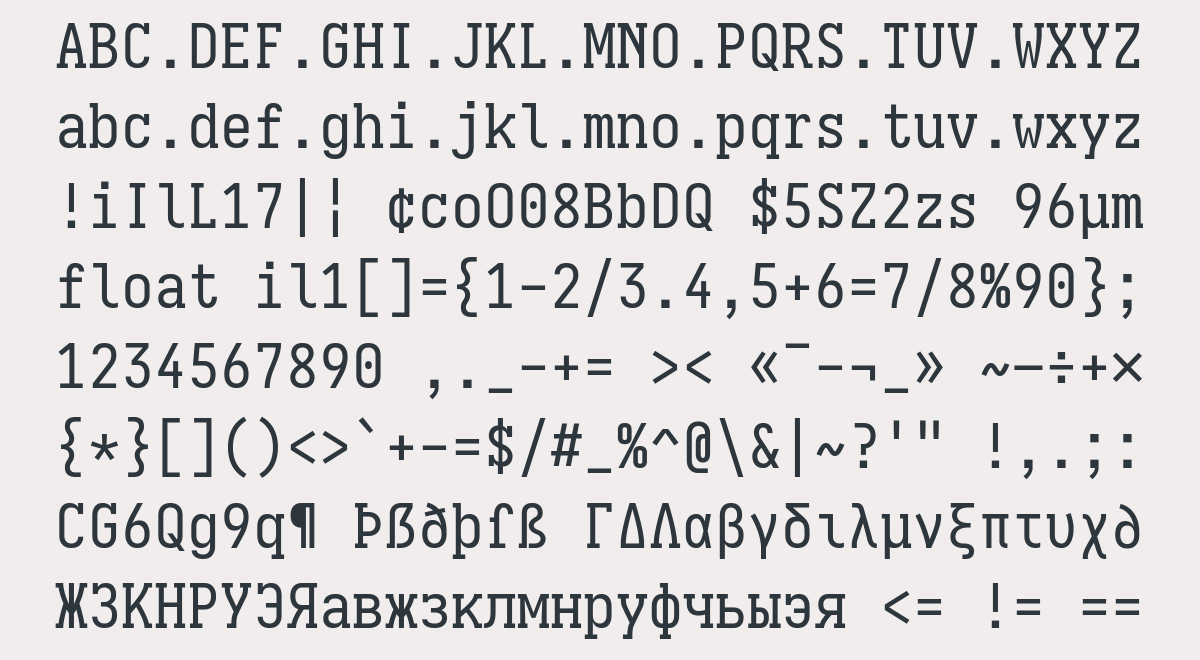 ABC.DEF.GHI.JKL.MNO.PQRS.TUV.WXYZ
abc.def.ghi.jkl.mno.pqrs.tuv.wxyz
!iIlL17|¦ ¢coO08BbDQ $5SZ2zs 96µm
float il1[]={1-2/3.4,5+6=7/8%90};
1234567890 ,._-+= >< «¯-¬_» ~–÷+×
{*}[]()<>`+-=$/#_%^@\&|~?'" !,.;:
CG6Qg9q¶ Þẞðþſß ΓΔΛαβγδιλμνξπτυχ∂
ЖЗКНРУЭЯавжзклмнруфчьыэя <= != ==